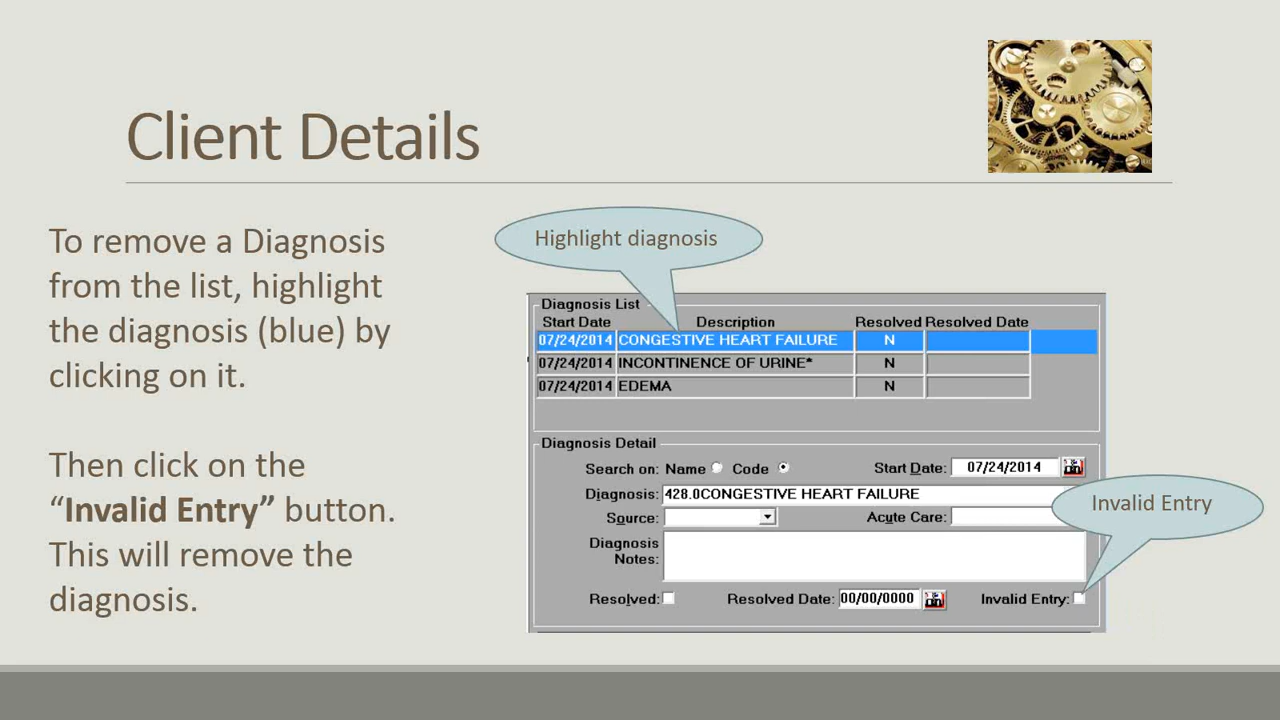 Client Details
To remove a Diagnosis
from the list, highlight
the diagnosis (blue) by
clicking on it.
Then click on the
“Invalid Entry” button.
This will remove the
diagnosis.
Highlight diagnosis
Diagnosis List
Start Date Description Resolved Resolved Date
07/24/2014 CONGESTIVE HEART FAILURE N
07/24/2014 INCONTINENCE OF URINE* N
07/24/2014 EDEMA N
Diagnosis Detail
Search on: Name Code Start Date: 07/24/2014
Diagnosis: 428.0CONGESTIVE HEART FAILURE
Source: Acute Care:
Invalid Entry
Diagnosis
Notes:
Resolved: Resolved Date: 00/00/0000 Invalid Entry: